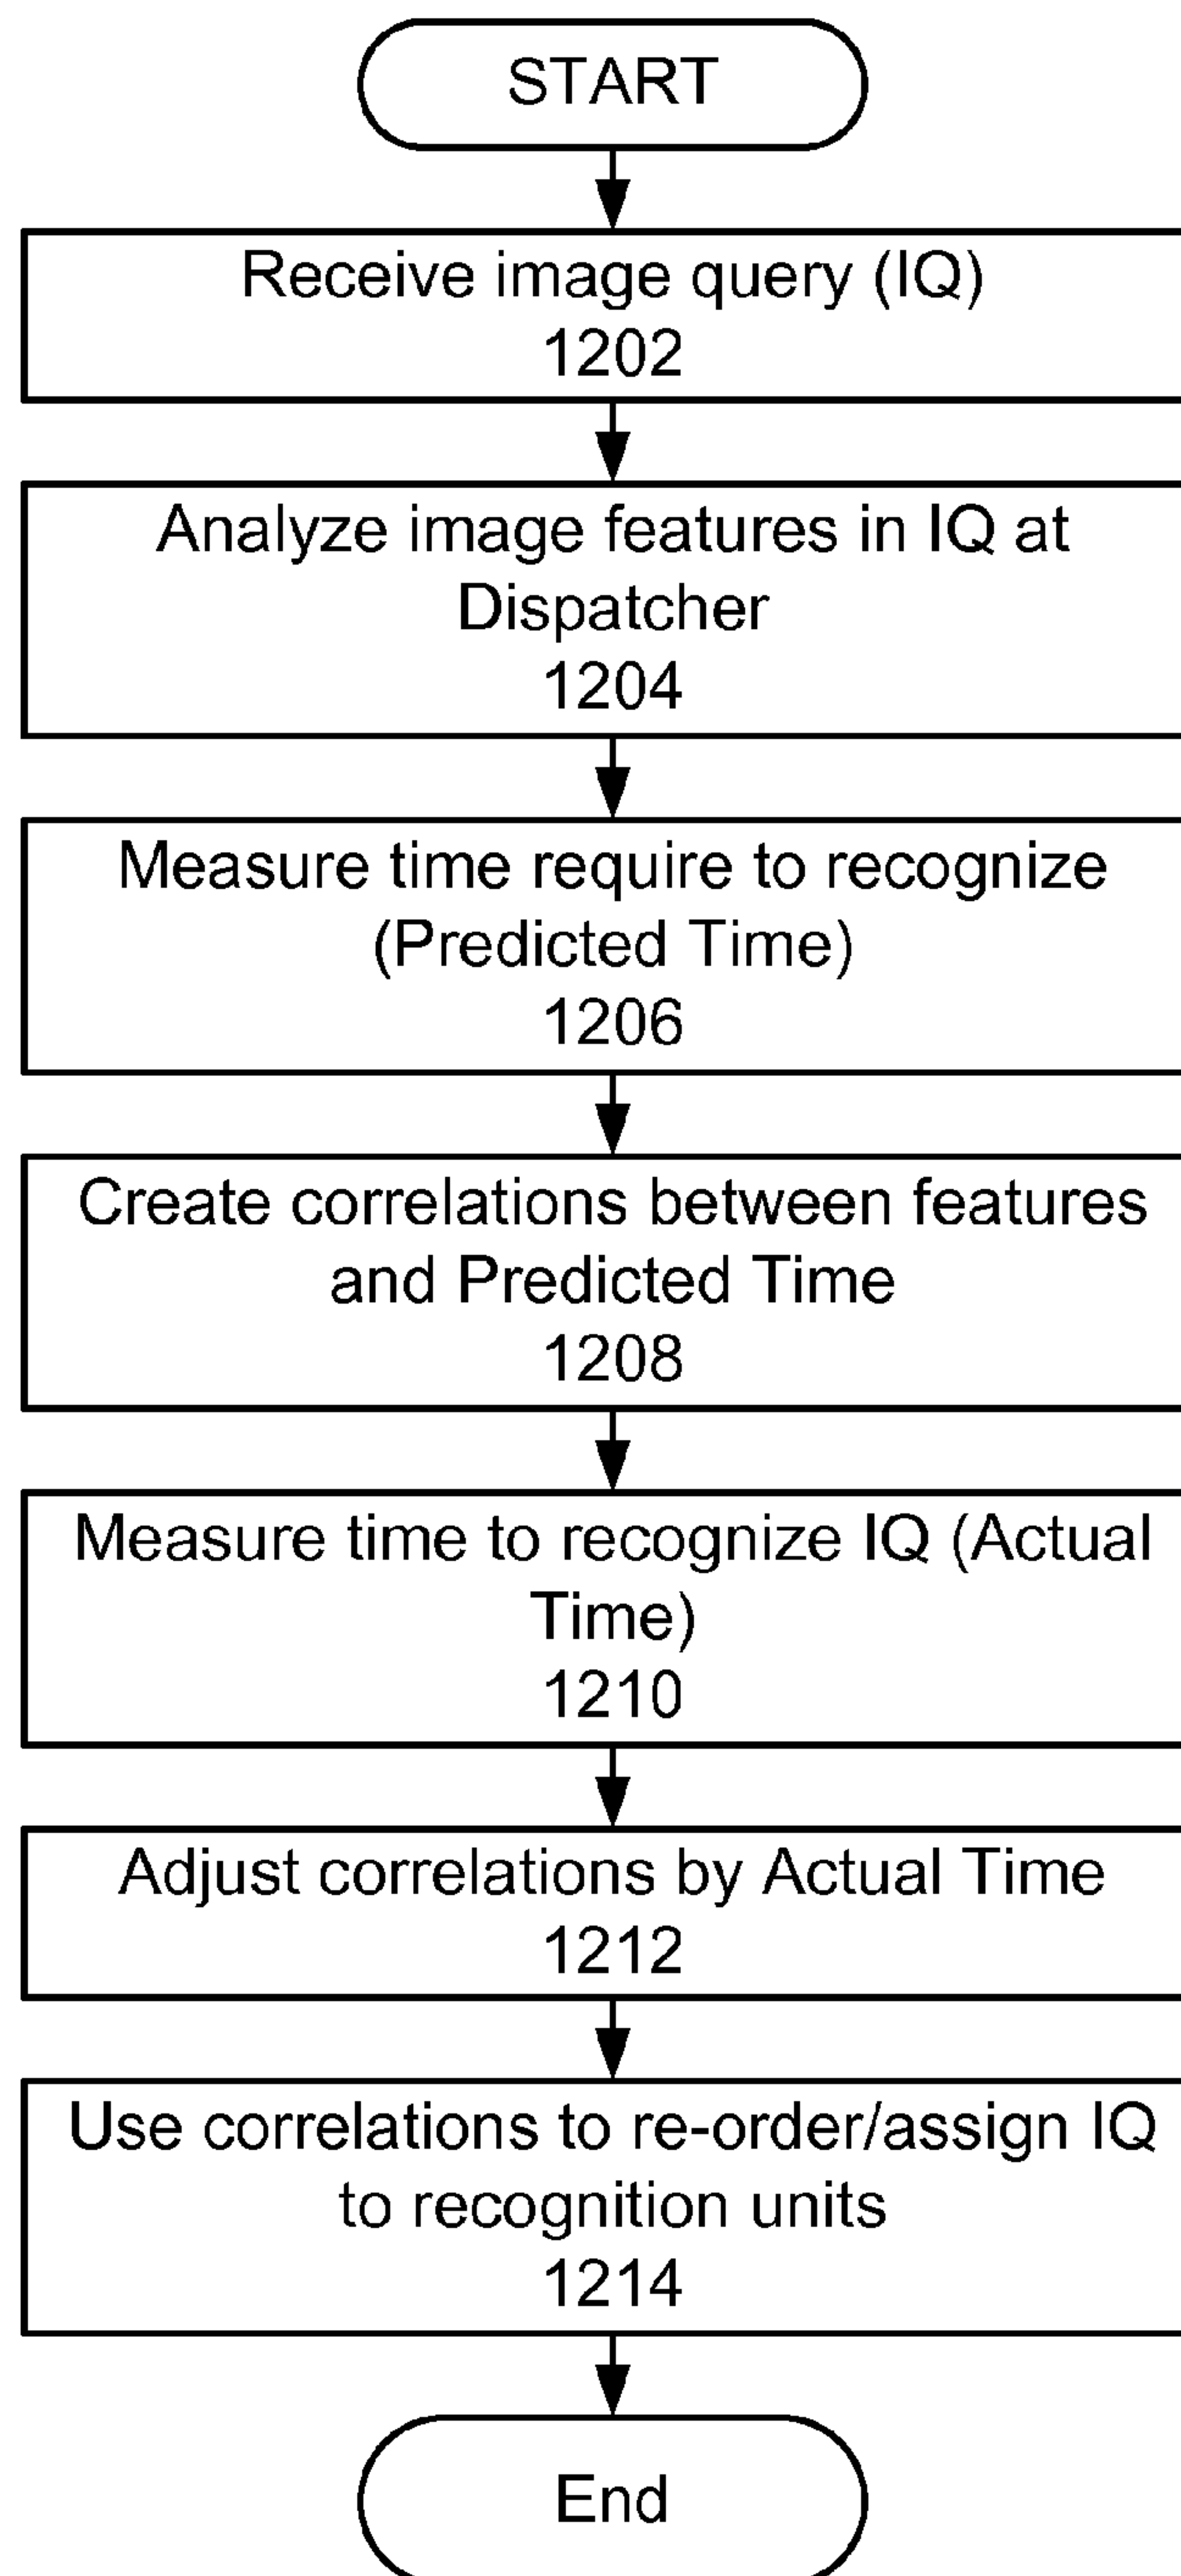 START
Receive image query (IQ)
1202
Analyze image features in IQ at
Dispatcher
1204
Measure time require to recognize
(Predicted Time)
1206
Create correlations between features
and Predicted Time
1208
Measure time to recognize IQ (Actual
Time)
1210
Adjust correlations by Actual Time
1212
Use correlations to re-order/assign IQ
to recognition units
1214
End